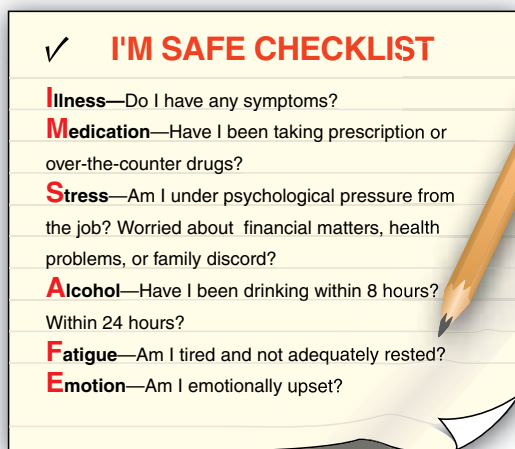 ✓ I'M SAFE CHECKLIST
Illness—Do I have any symptoms?
Medication—Have I been taking prescription or
over-the-counter drugs?
Stress—Am I under psychological pressure from
the job? Worried about financial matters, health
problems, or family discord?
Alcohol—Have I been drinking within 8 hours?
Within 24 hours?
Fatigue—Am I tired and not adequately rested?
Emotion—Am I emotionally upset?